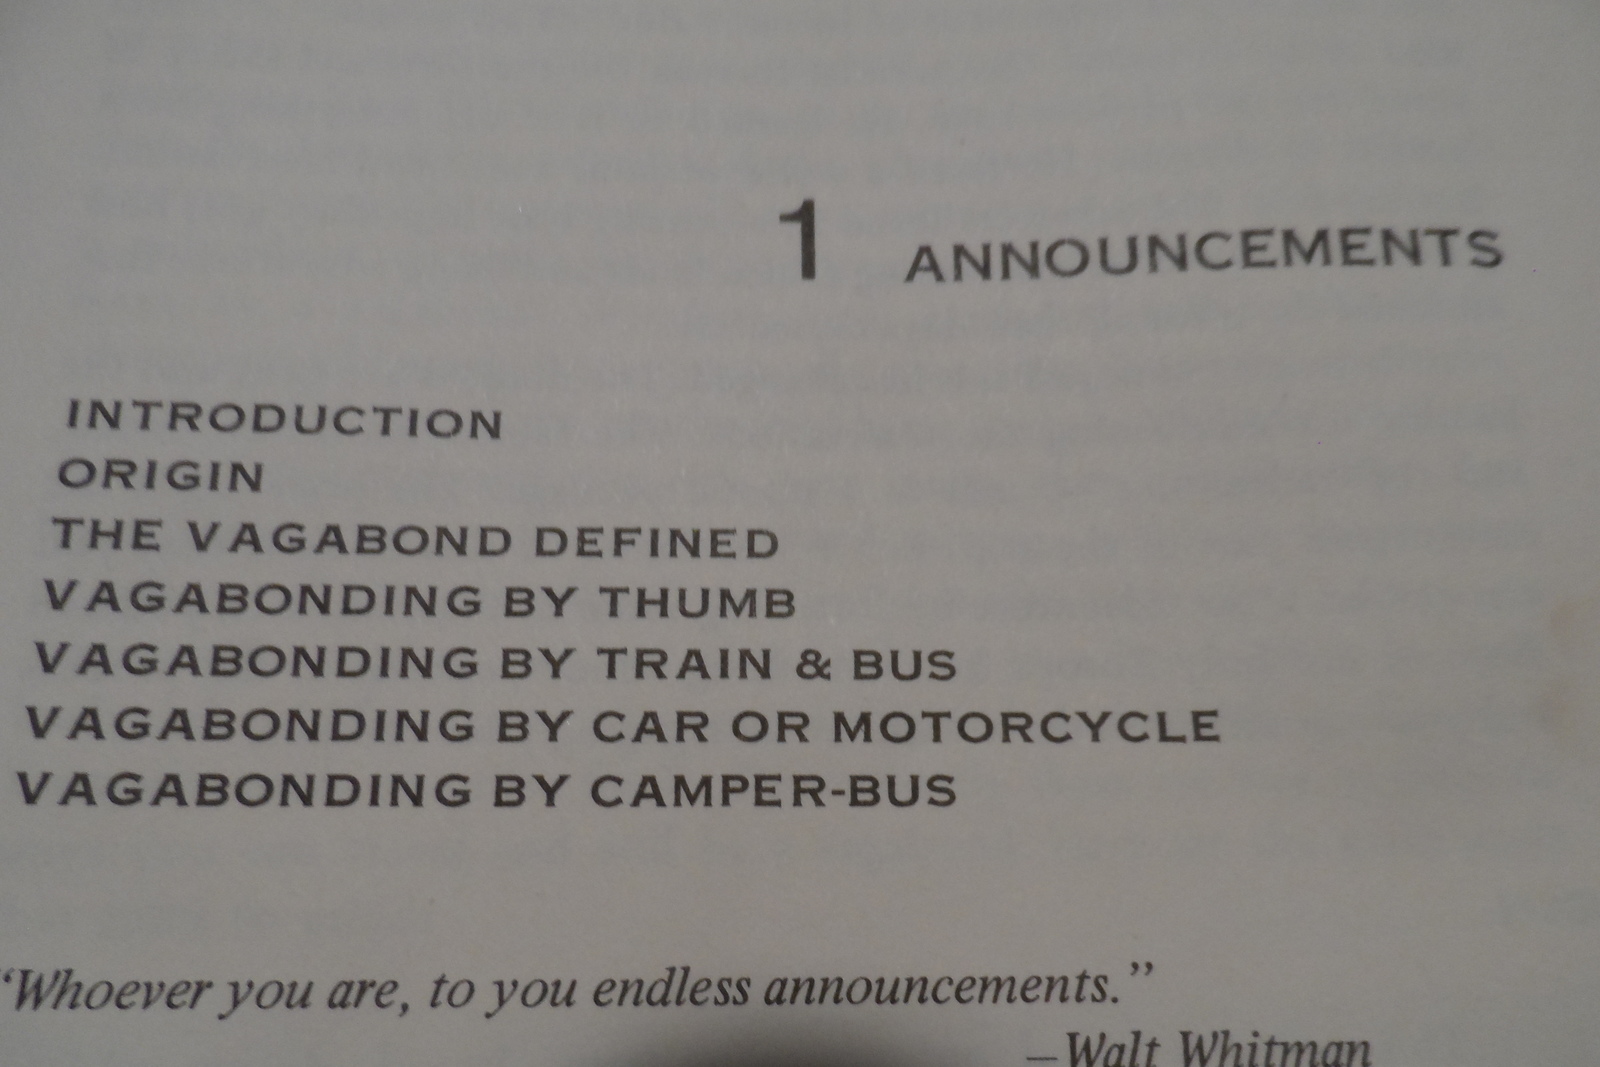 1 ANNOUNCEMENTS
INTRODUCTION
ORIGIN
THE VAGABOND DEFINED
VAGABONDING BY THUMB
VAGABONDING BY TRAIN & BUS
VAGABONDING BY CAR OR MOTORCYCLE
VAGABONDING BY CAMPER-BUS
“Whoever you are, to you endless announcements.”
—Walt Whitman